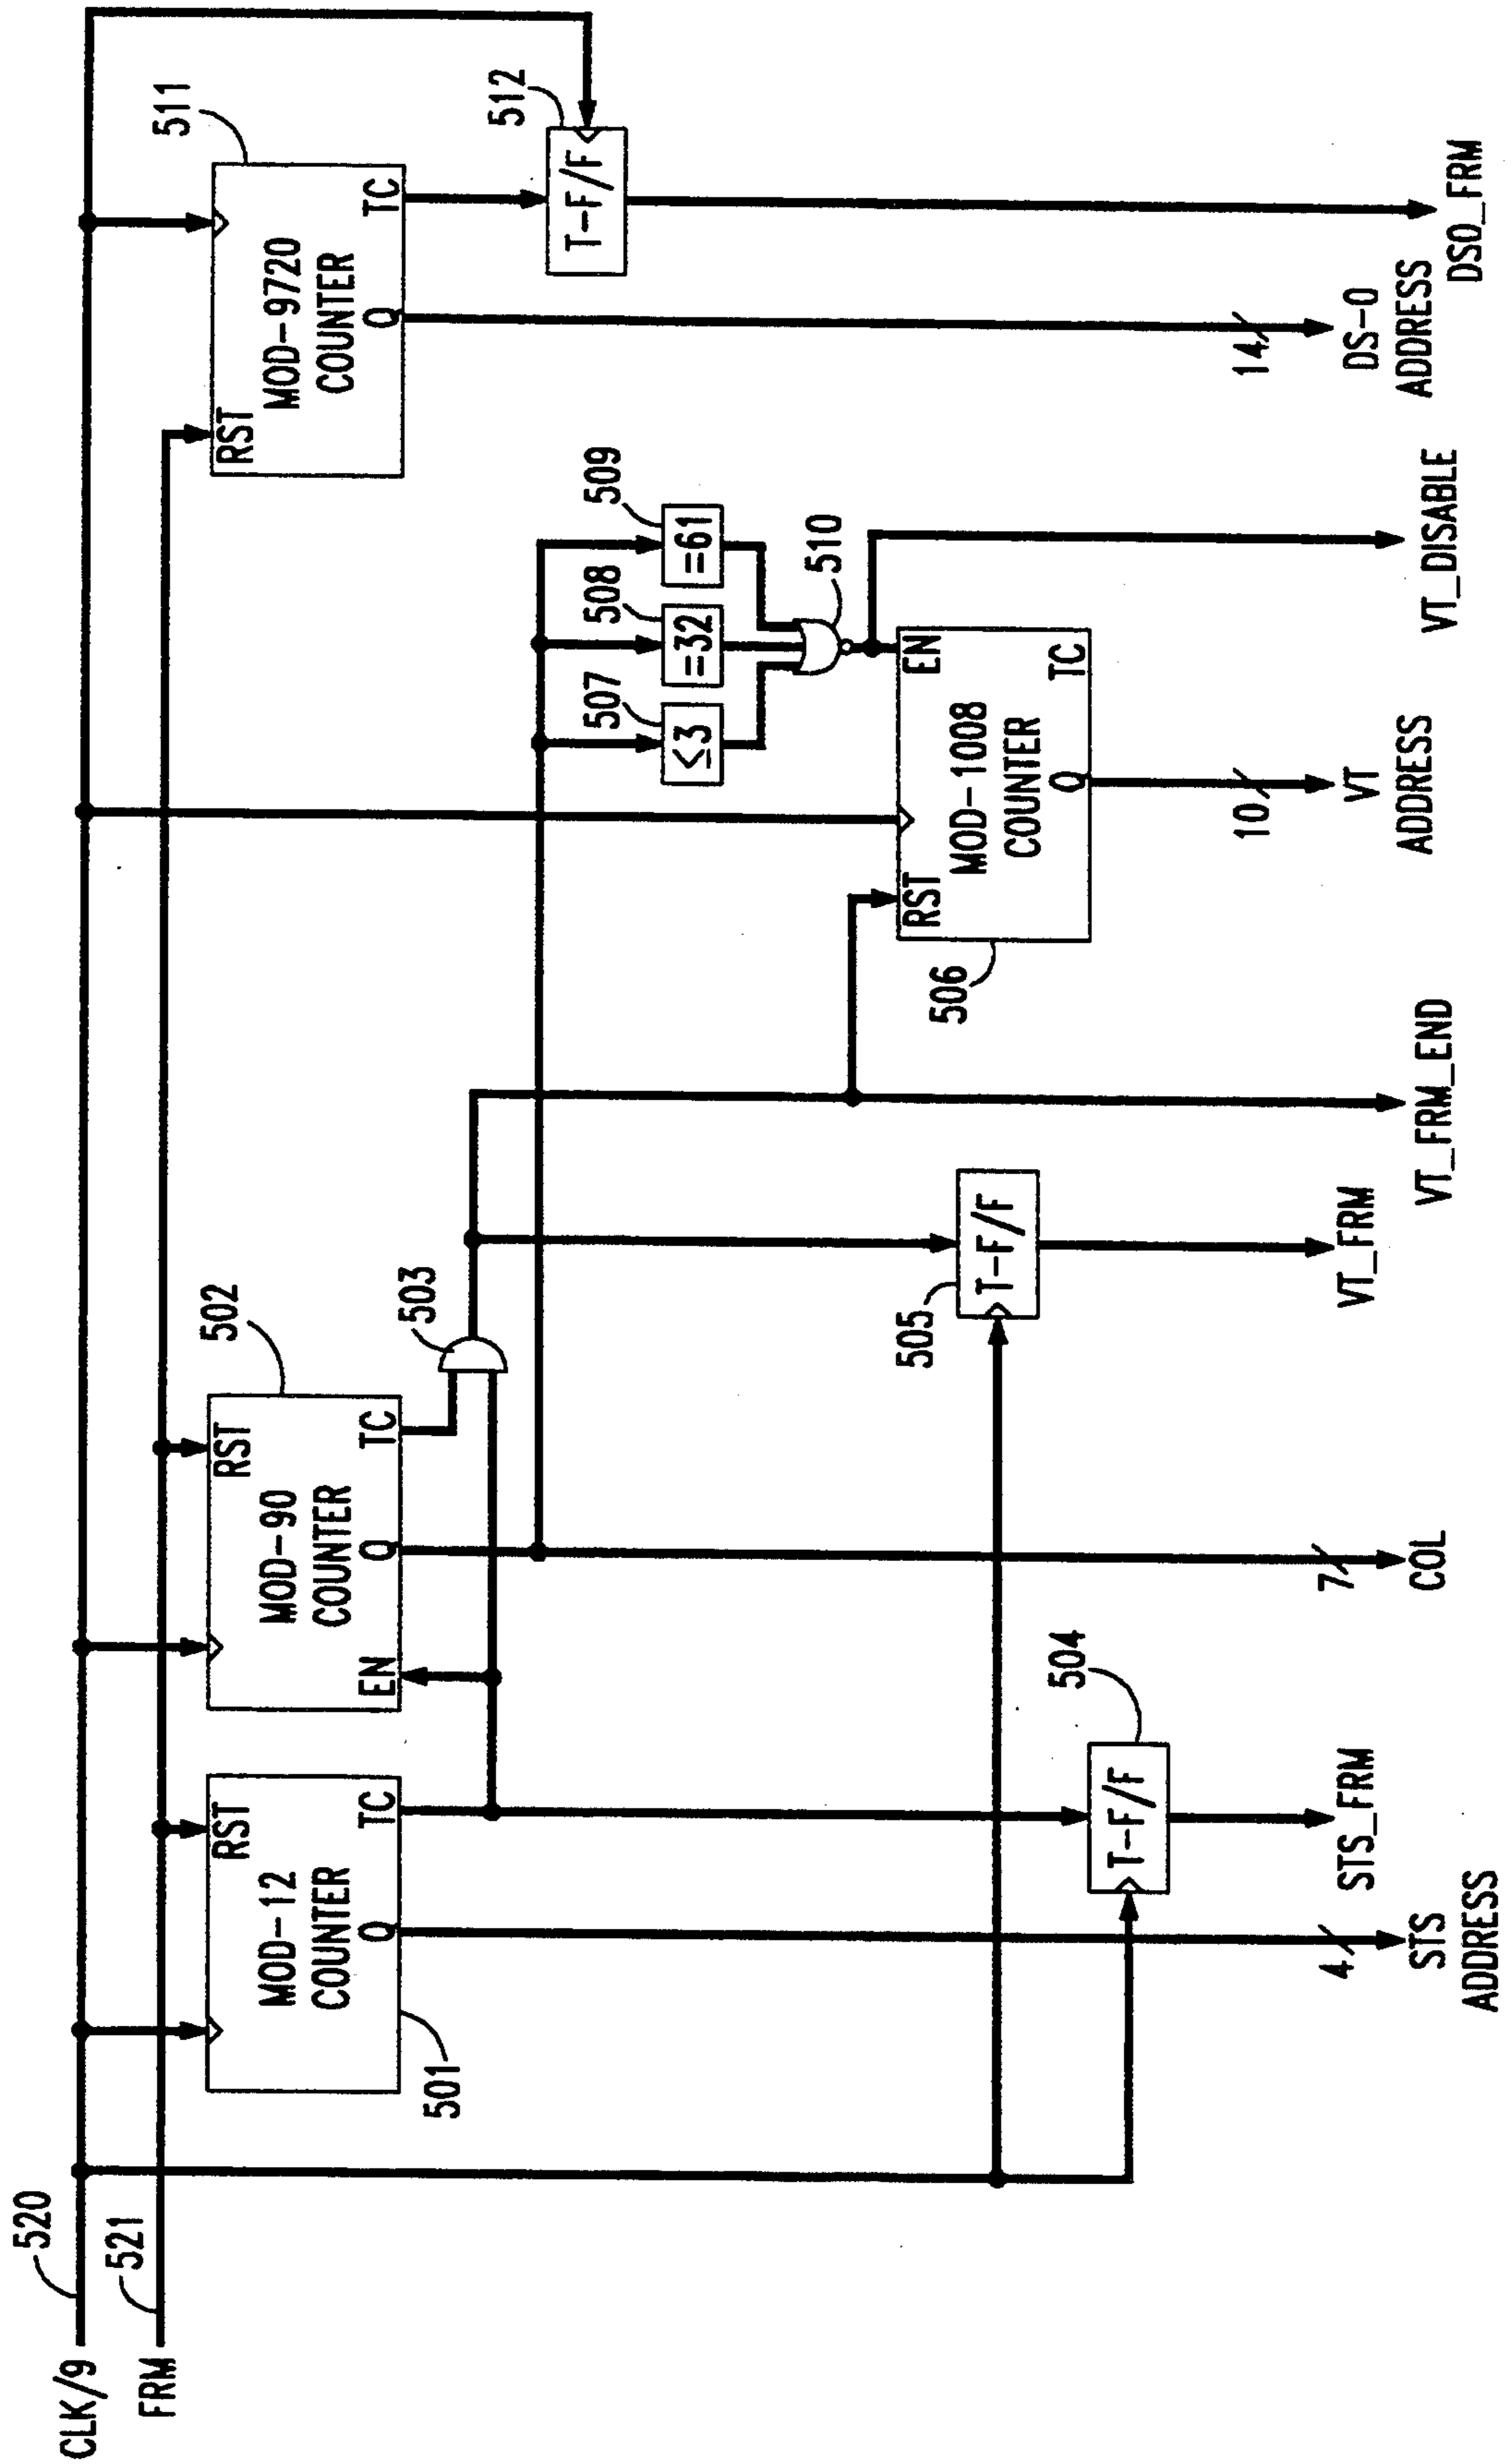 CLK/9
520
FRM
521
MOD-12
COUNTER
RST
Q
TC
501
MOD-90
COUNTER
RST
EN
Q
TC
502
503
504
T-F/F
505
T-F/F
506
RST
MOD-1008
COUNTER
EN
Q
TC
507
≤3
508
=32
509
=61
510
511
RST
MOD-9720
COUNTER
Q
TC
512
T-F/F
4
STS
ADDRESS
STS_FRM
7
COL
VT_FRM
VT_FRM_END
10
VT
ADDRESS
VT_DISABLE
14
DS-0
ADDRESS
DS0_FRM